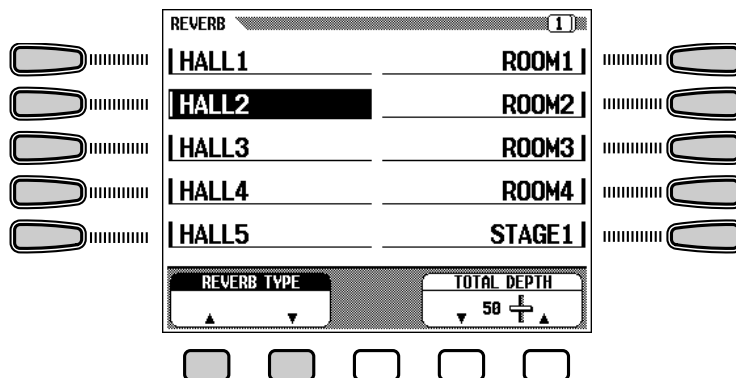 REVERB 1
HALL1 ROOM1
HALL2 ROOM2
HALL3 ROOM3
HALL4 ROOM4
HALL5 STAGE1
REVERB TYPE TOTAL DEPTH
50